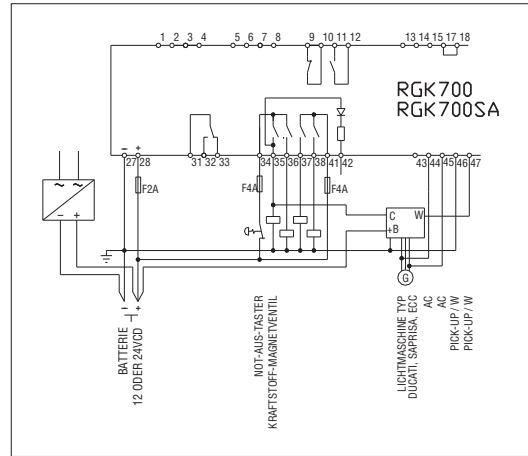 1 2 3 4 5 6 7 8 9 10 11 12 13 14 15 17 18
RGK700
RGK700SA
− +
27 28 31 32 33 34 35 36 37 38 41 42 43 44 45 46 47
~ ~
− +
F2A
F4A
F4A
C W
+B
G
− +
BATTERIE
12 ODER 24VCD
NOT-AUS-TASTER
KRAFTSTOFF-MAGNETVENTIL
LICHTMASCHINE TYP
DUCATI, SAPRISA, ECC
AC
AC
PICK-UP / W
PICK-UP / W